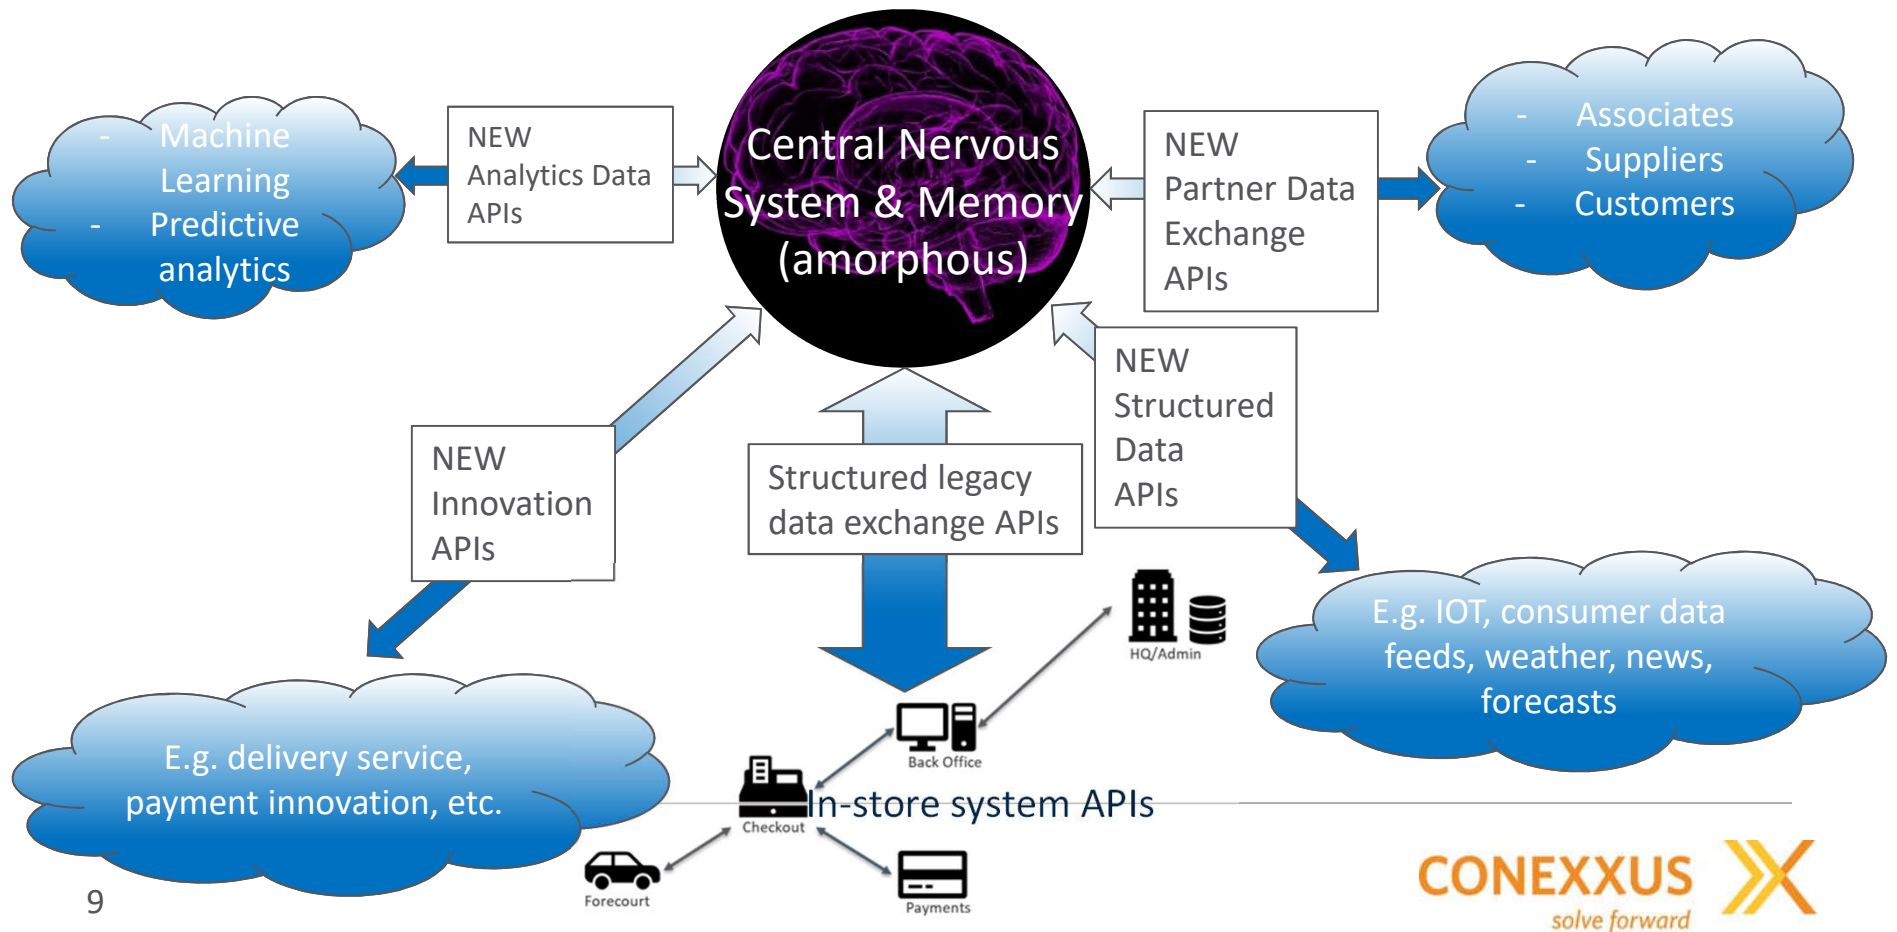 - Machine
Learning
- Predictive
analytics
NEW
Analytics Data
APIs
Central Nervous
System & Memory
(amorphous)
NEW
Partner Data
Exchange
APIs
- Associates
- Suppliers
- Customers
NEW
Innovation
APIs
Structured legacy
data exchange APIs
NEW
Structured
Data
APIs
E.g. delivery service,
payment innovation, etc.
E.g. IOT, consumer data
feeds, weather, news,
forecasts
HQ/Admin
Back Office
In-store system APIs
Checkout
Forecourt
Payments
9
CONEXXUS
solve forward